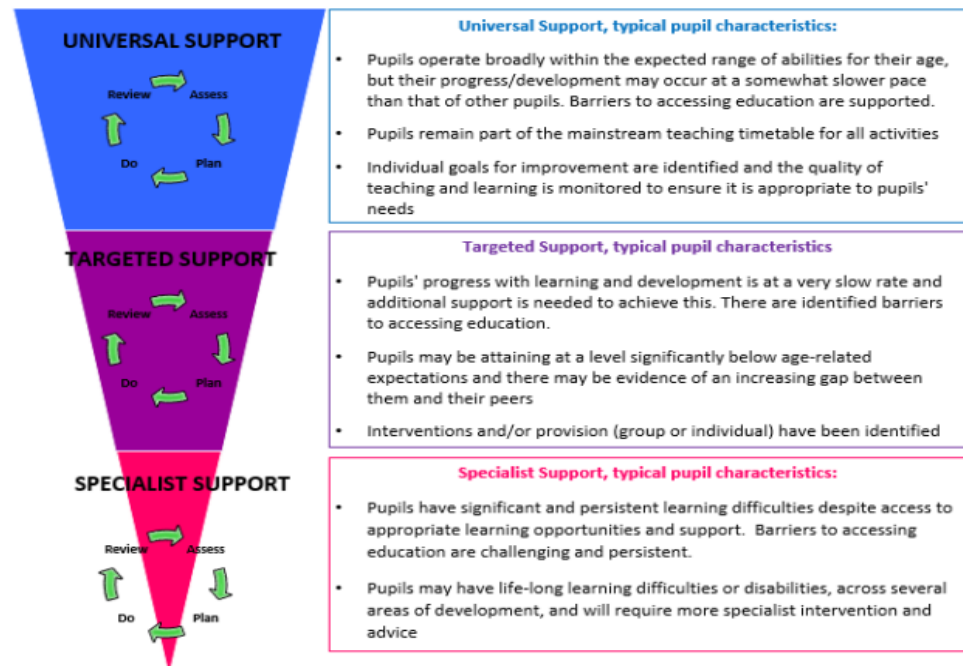 UNIVERSAL SUPPORT
Review
Assess
Do
Plan
Universal Support, typical pupil characteristics:
• Pupils operate broadly within the expected range of abilities for their age,
but their progress/development may occur at a somewhat slower pace
than that of other pupils. Barriers to accessing education are supported.
• Pupils remain part of the mainstream teaching timetable for all activities
• Individual goals for improvement are identified and the quality of
teaching and learning is monitored to ensure it is appropriate to pupils'
needs
TARGETED SUPPORT
Review
Assess
Do
Plan
Targeted Support, typical pupil characteristics
• Pupils' progress with learning and development is at a very slow rate and
additional support is needed to achieve this. There are identified barriers
to accessing education.
• Pupils may be attaining at a level significantly below age-related
expectations and there may be evidence of an increasing gap between
them and their peers
• Interventions and/or provision (group or individual) have been identified
SPECIALIST SUPPORT
Review
Assess
Do
Plan
Specialist Support, typical pupil characteristics:
• Pupils have significant and persistent learning difficulties despite access to
appropriate learning opportunities and support. Barriers to accessing
education are challenging and persistent.
• Pupils may have life-long learning difficulties or disabilities, across several
areas of development, and will require more specialist intervention and
advice